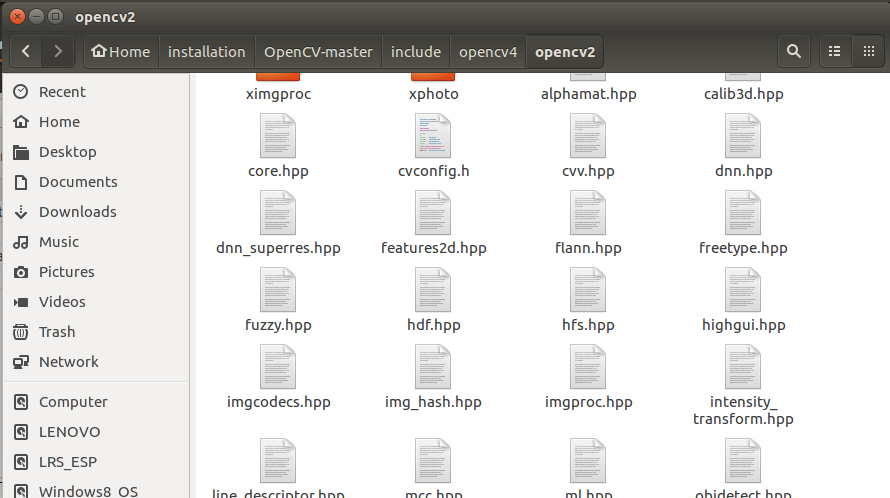 opencv2
Home installation OpenCV-master include opencv4 opencv2
Recent
Home
Desktop
Documents
Downloads
Music
Pictures
Videos
Trash
Network
Computer
LENOVO
LRS_ESP
Windows8_OS
ximgproc xphoto alphamat.hpp calib3d.hpp
core.hpp cvconfig.h cvv.hpp dnn.hpp
dnn_superres.hpp features2d.hpp flann.hpp freetype.hpp
fuzzy.hpp hdf.hpp hfs.hpp highgui.hpp
imgcodecs.hpp img_hash.hpp imgproc.hpp intensity_
transform.hpp
line_descriptor.hpp mcc.hpp ml.hpp objdetect.hpp